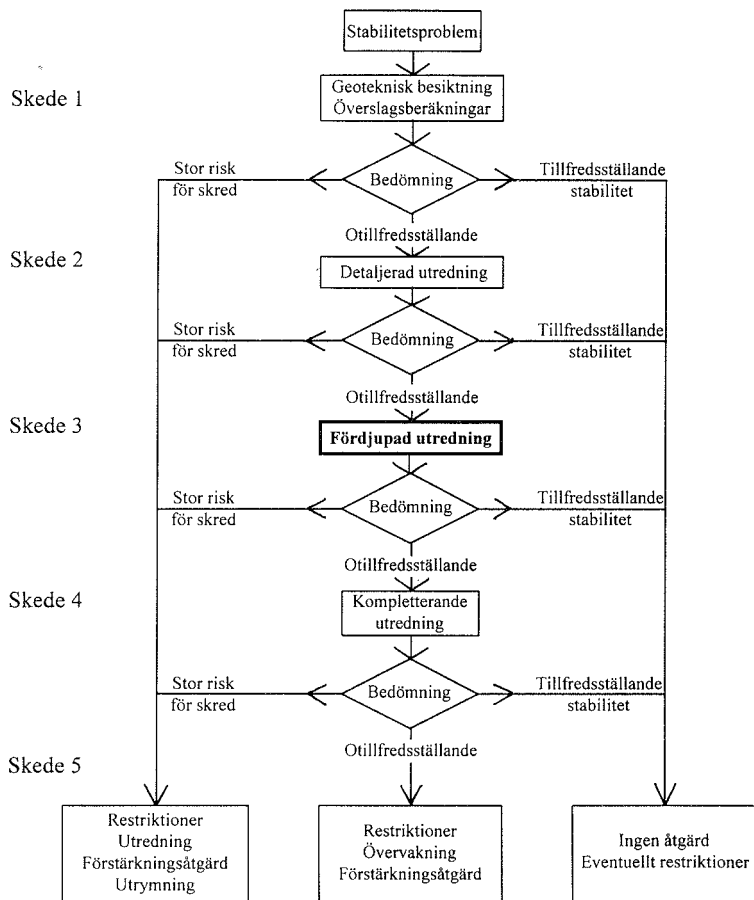 Stabilitetsproblem
Skede 1
Geoteknisk besiktning
Överslagsberäkningar
Stor risk
för skred
Bedömning
Tillfredsställande
stabilitet
Otillfredsställande
Skede 2
Detaljerad utredning
Stor risk
för skred
Bedömning
Tillfredsställande
stabilitet
Otillfredsställande
Skede 3
Fördjupad utredning
Stor risk
för skred
Bedömning
Tillfredsställande
stabilitet
Otillfredsställande
Skede 4
Kompletterande
utredning
Stor risk
för skred
Bedömning
Tillfredsställande
stabilitet
Otillfredsställande
Skede 5
Restriktioner
Utredning
Förstärkningsåtgärd
Utrymning
Restriktioner
Övervakning
Förstärkningsåtgärd
Ingen åtgärd
Eventuellt restriktioner